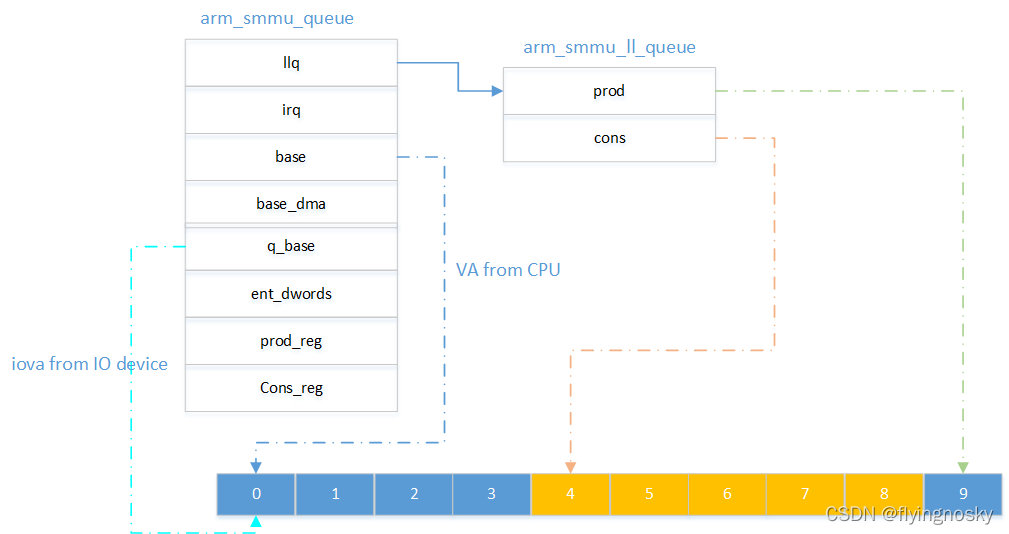 arm_smmu_queue
arm_smmu_ll_queue
llq
prod
irq
cons
base
base_dma
q_base
VA from CPU
ent_dwords
prod_reg
iova from IO device
Cons_reg
0 1 2 3 4 5 6 7 8 9
CSDN @flyingnosky